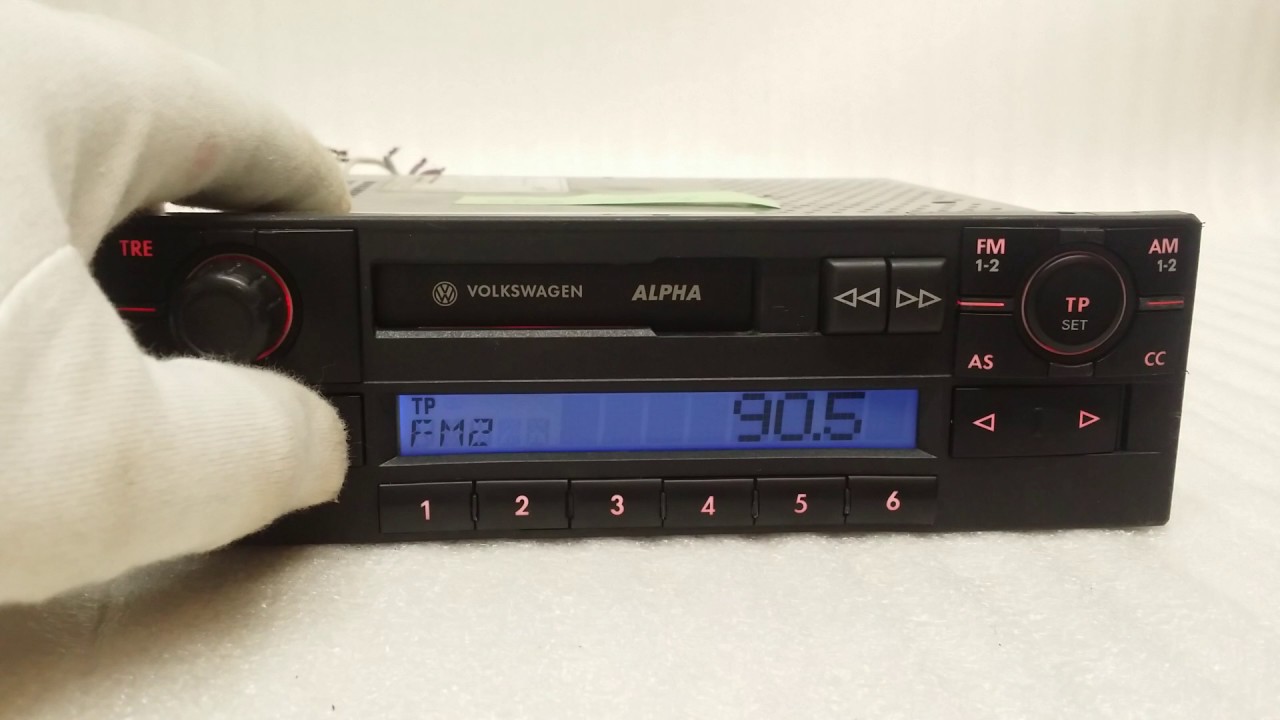 TRE
VOLKSWAGEN ALPHA
FM
1-2
AM
1-2
TP
SET
AS
CC
TP
FM2
90.5
1 2 3 4 5 6